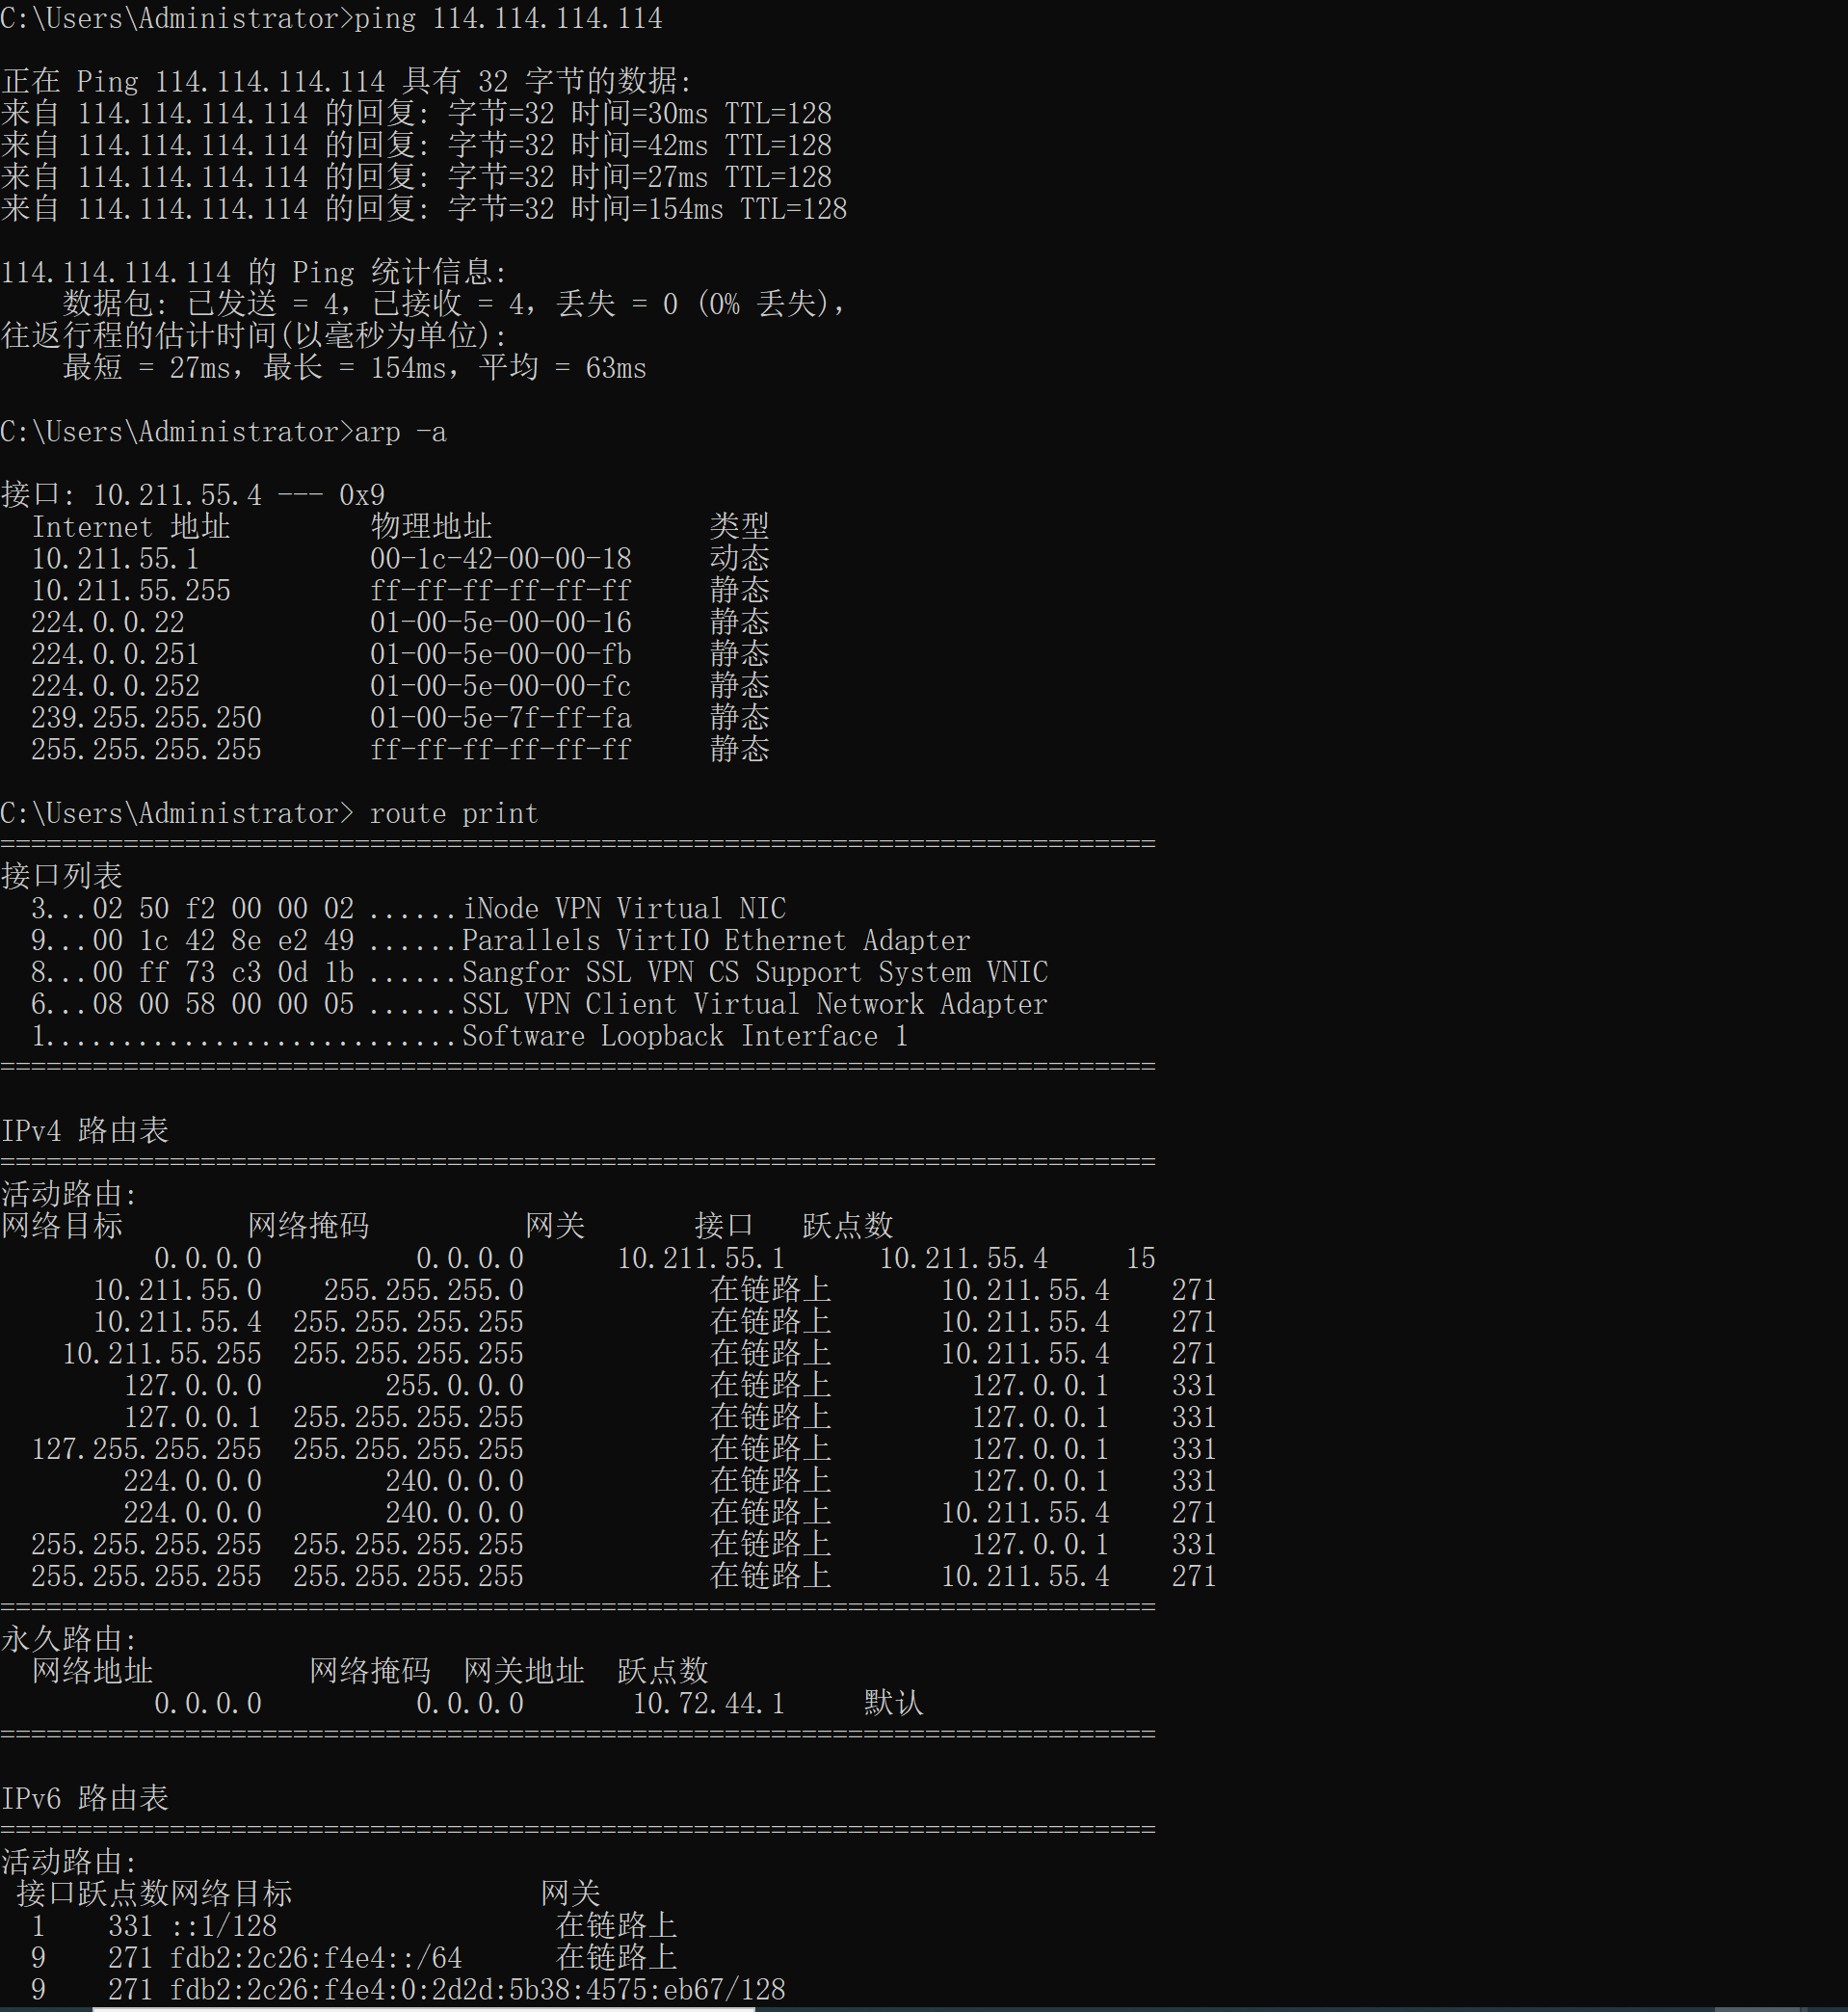 C:\Users\Administrator>ping 114.114.114.114
正在 Ping 114.114.114.114 具有 32 字节的数据:
来自 114.114.114.114 的回复: 字节=32 时间=30ms TTL=128
来自 114.114.114.114 的回复: 字节=32 时间=42ms TTL=128
来自 114.114.114.114 的回复: 字节=32 时间=27ms TTL=128
来自 114.114.114.114 的回复: 字节=32 时间=154ms TTL=128
114.114.114.114 的 Ping 统计信息:
数据包: 已发送 = 4，已接收 = 4，丢失 = 0 (0% 丢失)，
往返行程的估计时间(以毫秒为单位):
最短 = 27ms，最长 = 154ms，平均 = 63ms
C:\Users\Administrator>arp -a
接口: 10.211.55.4 --- 0x9
Internet 地址 物理地址 类型
10.211.55.1 00-1c-42-00-00-18 动态
10.211.55.255 ff-ff-ff-ff-ff-ff 静态
224.0.0.22 01-00-5e-00-00-16 静态
224.0.0.251 01-00-5e-00-00-fb 静态
224.0.0.252 01-00-5e-00-00-fc 静态
239.255.255.250 01-00-5e-7f-ff-fa 静态
255.255.255.255 ff-ff-ff-ff-ff-ff 静态
C:\Users\Administrator> route print
===========================================================================
接口列表
3...02 50 f2 00 00 02 ......iNode VPN Virtual NIC
9...00 1c 42 8e e2 49 ......Parallels VirtIO Ethernet Adapter
8...00 ff 73 c3 0d 1b ......Sangfor SSL VPN CS Support System VNIC
6...08 00 58 00 00 05 ......SSL VPN Client Virtual Network Adapter
1...........................Software Loopback Interface 1
===========================================================================
IPv4 路由表
===========================================================================
活动路由:
网络目标 网络掩码 网关 接口 跃点数
0.0.0.0 0.0.0.0 10.211.55.1 10.211.55.4 15
10.211.55.0 255.255.255.0 在链路上 10.211.55.4 271
10.211.55.4 255.255.255.255 在链路上 10.211.55.4 271
10.211.55.255 255.255.255.255 在链路上 10.211.55.4 271
127.0.0.0 255.0.0.0 在链路上 127.0.0.1 331
127.0.0.1 255.255.255.255 在链路上 127.0.0.1 331
127.255.255.255 255.255.255.255 在链路上 127.0.0.1 331
224.0.0.0 240.0.0.0 在链路上 127.0.0.1 331
224.0.0.0 240.0.0.0 在链路上 10.211.55.4 271
255.255.255.255 255.255.255.255 在链路上 127.0.0.1 331
255.255.255.255 255.255.255.255 在链路上 10.211.55.4 271
===========================================================================
永久路由:
网络地址 网络掩码 网关地址 跃点数
0.0.0.0 0.0.0.0 10.72.44.1 默认
===========================================================================
IPv6 路由表
===========================================================================
活动路由:
接口跃点数网络目标 网关
1 331 ::1/128 在链路上
9 271 fdb2:2c26:f4e4::/64 在链路上
9 271 fdb2:2c26:f4e4:0:2d2d:5b38:4575:eb67/128